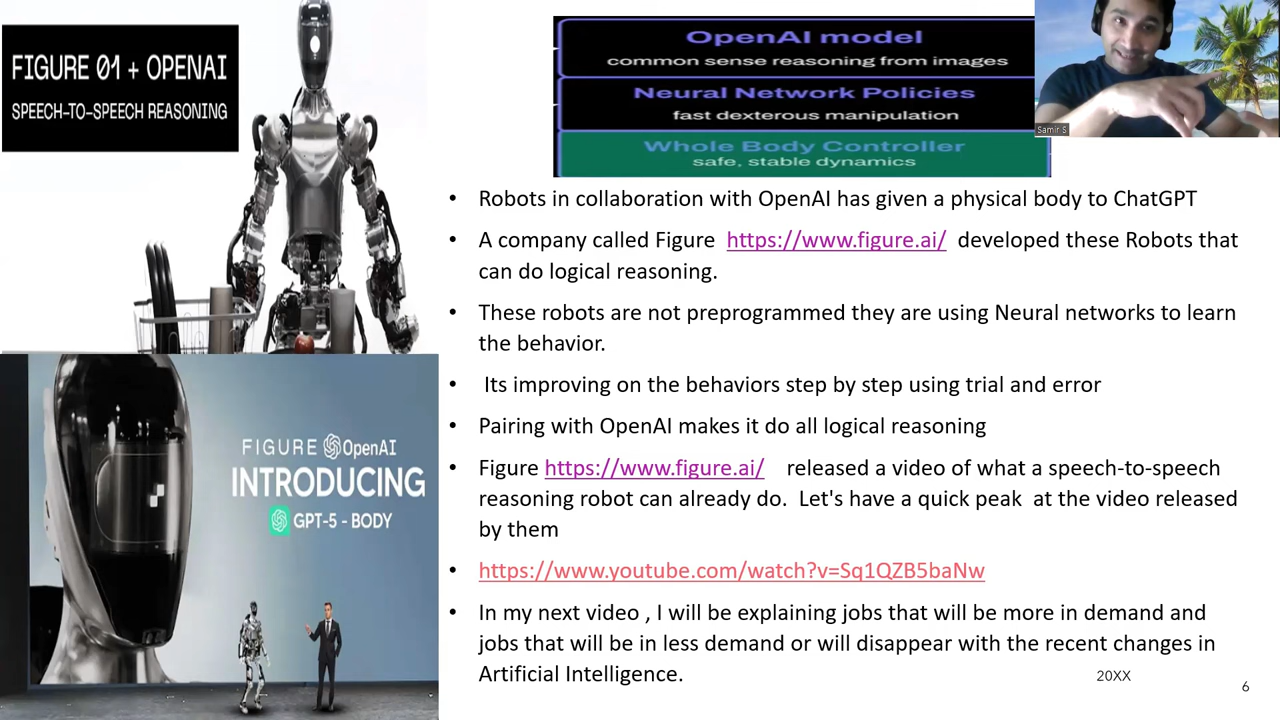 FIGURE 01 + OPENAI
SPEECH-TO-SPEECH REASONING
OpenAI model
common sense reasoning from images
Neural Network Policies
fast dexterous manipulation
Whole Body Controller
safe, stable dynamics
Samir S
• Robots in collaboration with OpenAI has given a physical body to ChatGPT
• A company called Figure https://www.figure.ai/ developed these Robots that
can do logical reasoning.
• These robots are not preprogrammed they are using Neural networks to learn
the behavior.
• Its improving on the behaviors step by step using trial and error
• Pairing with OpenAI makes it do all logical reasoning
• Figure https://www.figure.ai/ released a video of what a speech-to-speech
reasoning robot can already do. Let's have a quick peak at the video released
by them
• https://www.youtube.com/watch?v=Sq1QZB5baNw
• In my next video , I will be explaining jobs that will be more in demand and
jobs that will be in less demand or will disappear with the recent changes in
Artificial Intelligence.
FIGURE OpenAI
INTRODUCING
GPT-5 - BODY
20XX
6